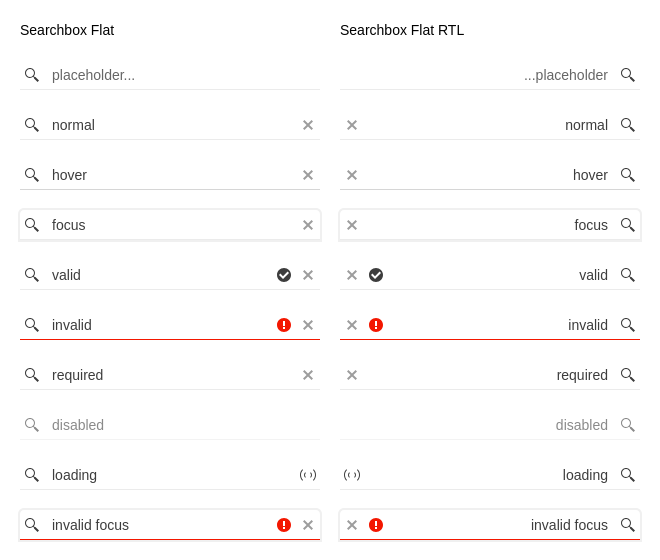 Searchbox Flat
placeholder...
normal
hover
focus
valid
invalid
required
disabled
loading
invalid focus
Searchbox Flat RTL
...placeholder
normal
hover
focus
valid
invalid
required
disabled
loading
invalid focus